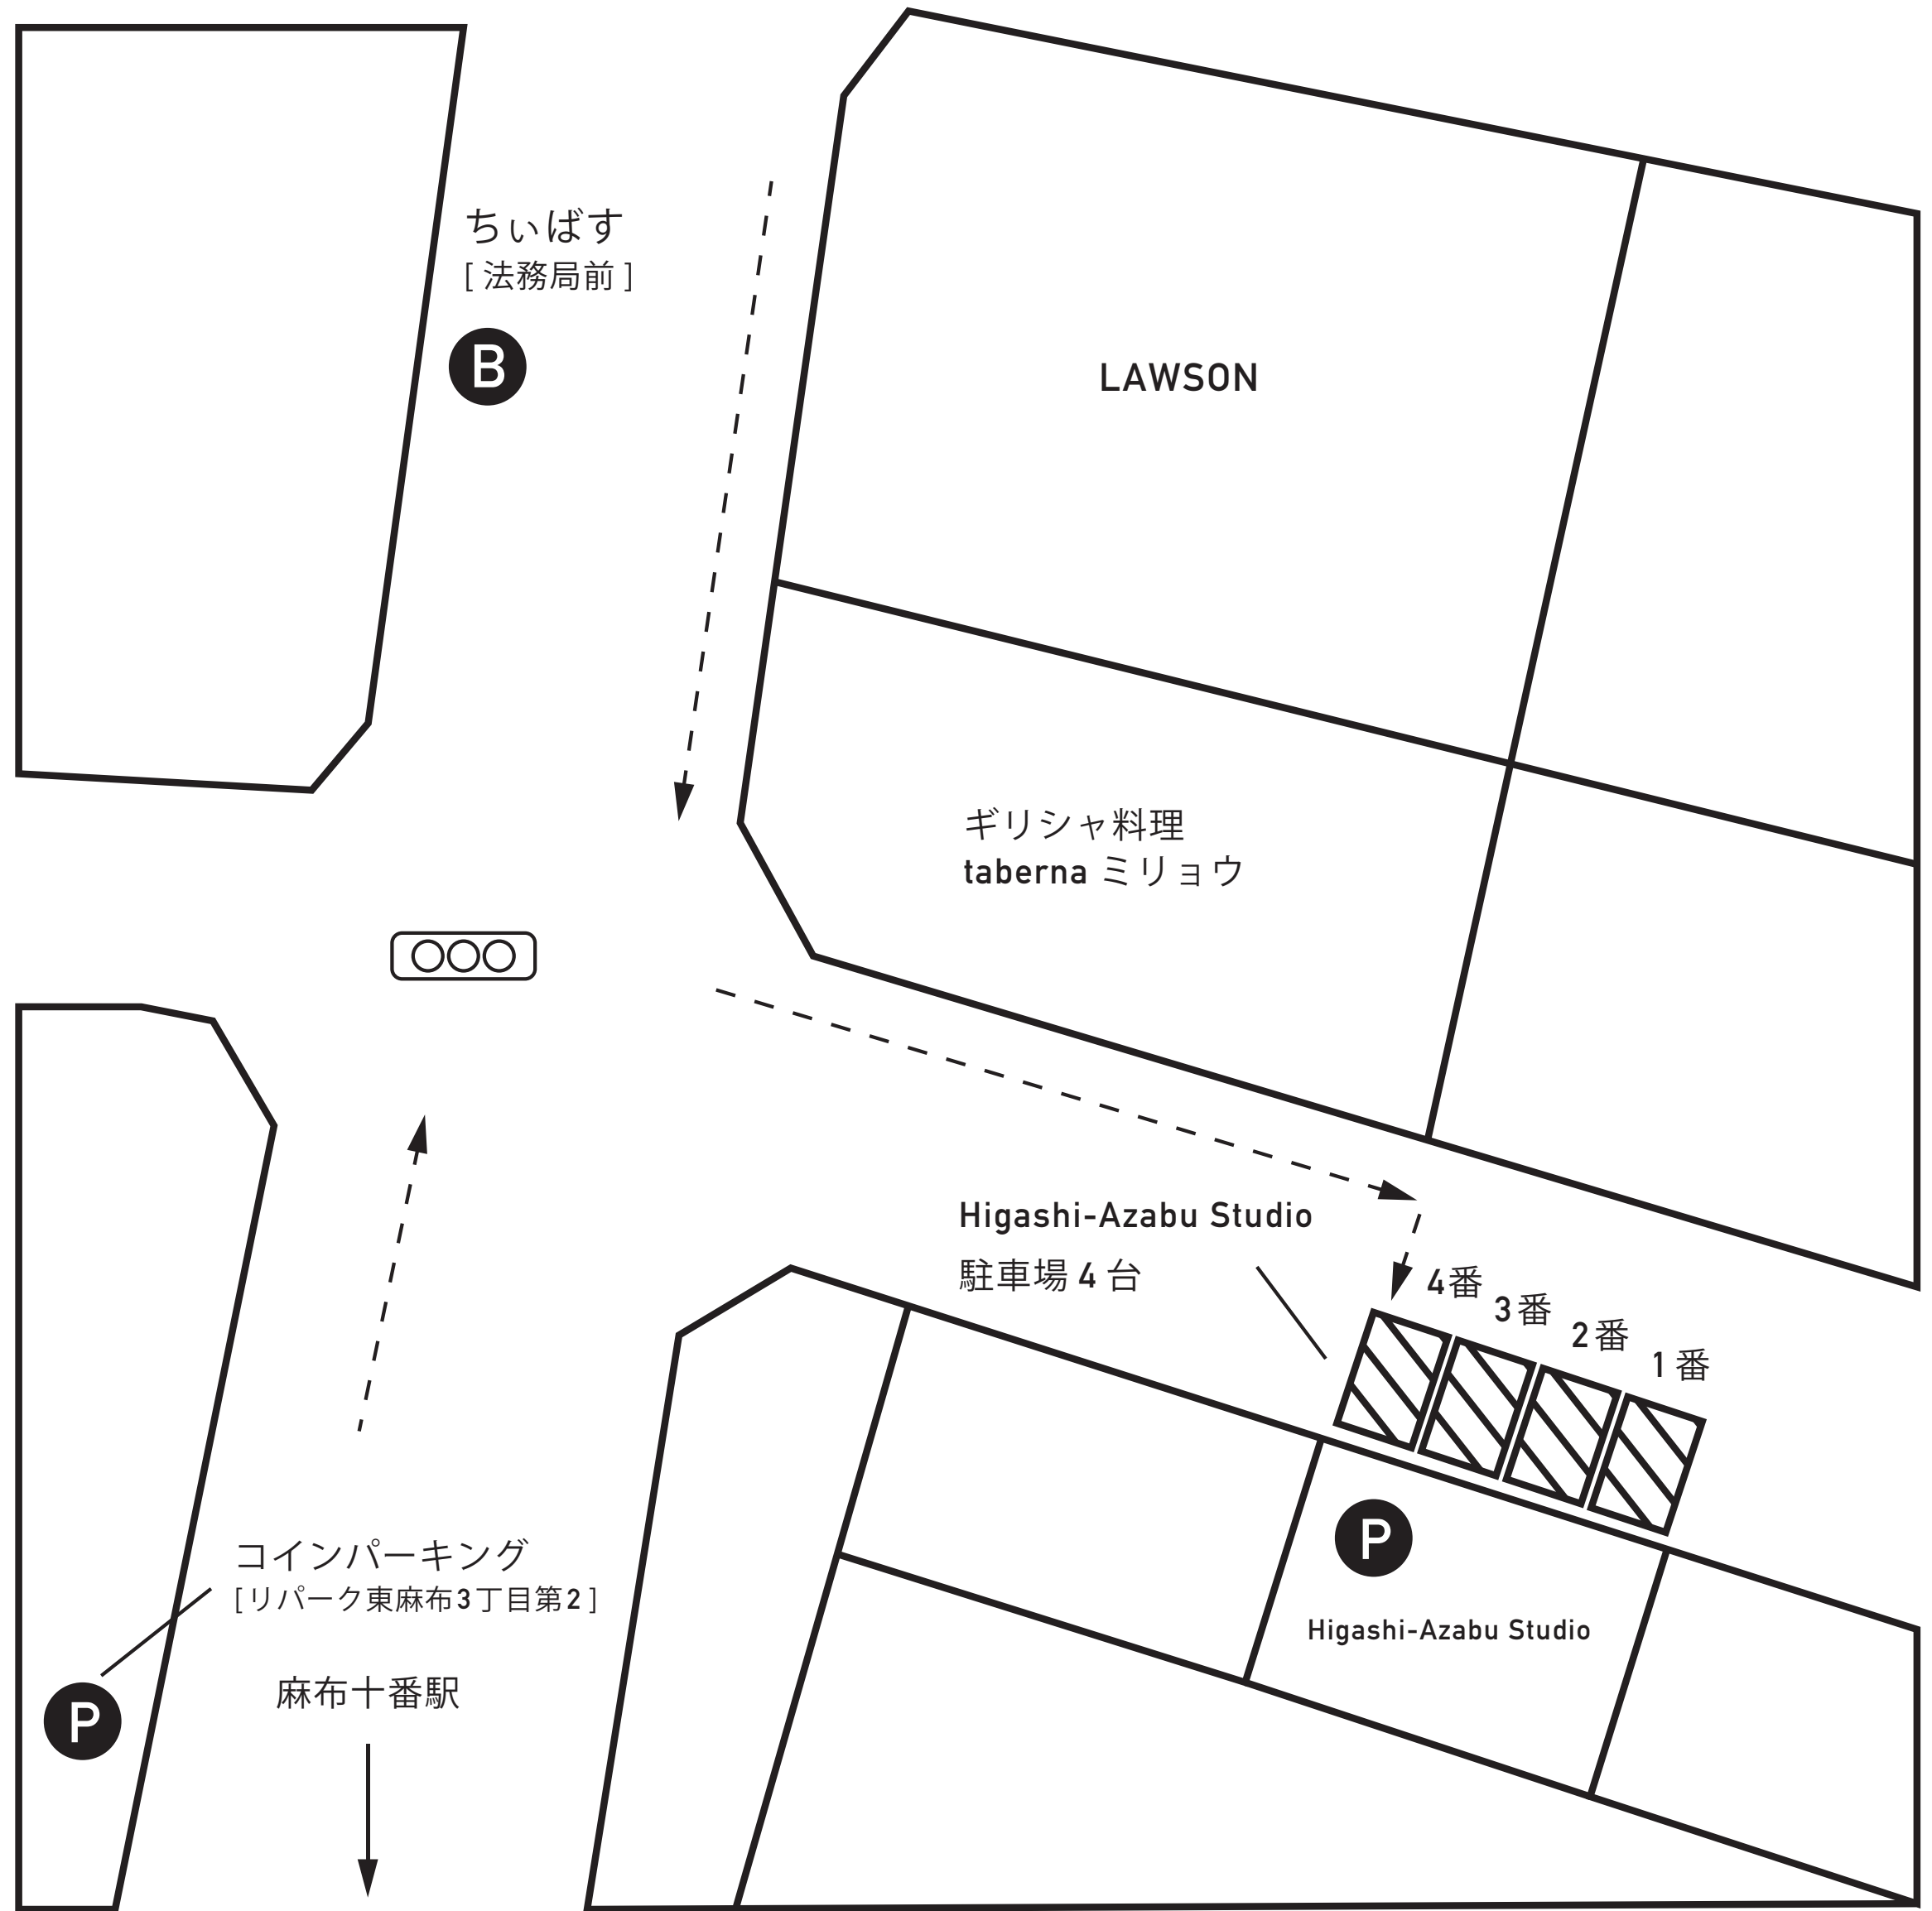 ちぃばす
[ 法務局前 ]
B
LAWSON
ギリシャ料理
taberna ミリョウ
Higashi-Azabu Studio
駐車場 4 台
4番
3番
2番
1番
P
Higashi-Azabu Studio
コインパーキング
[ リパーク東麻布3丁目第2 ]
P
麻布十番駅